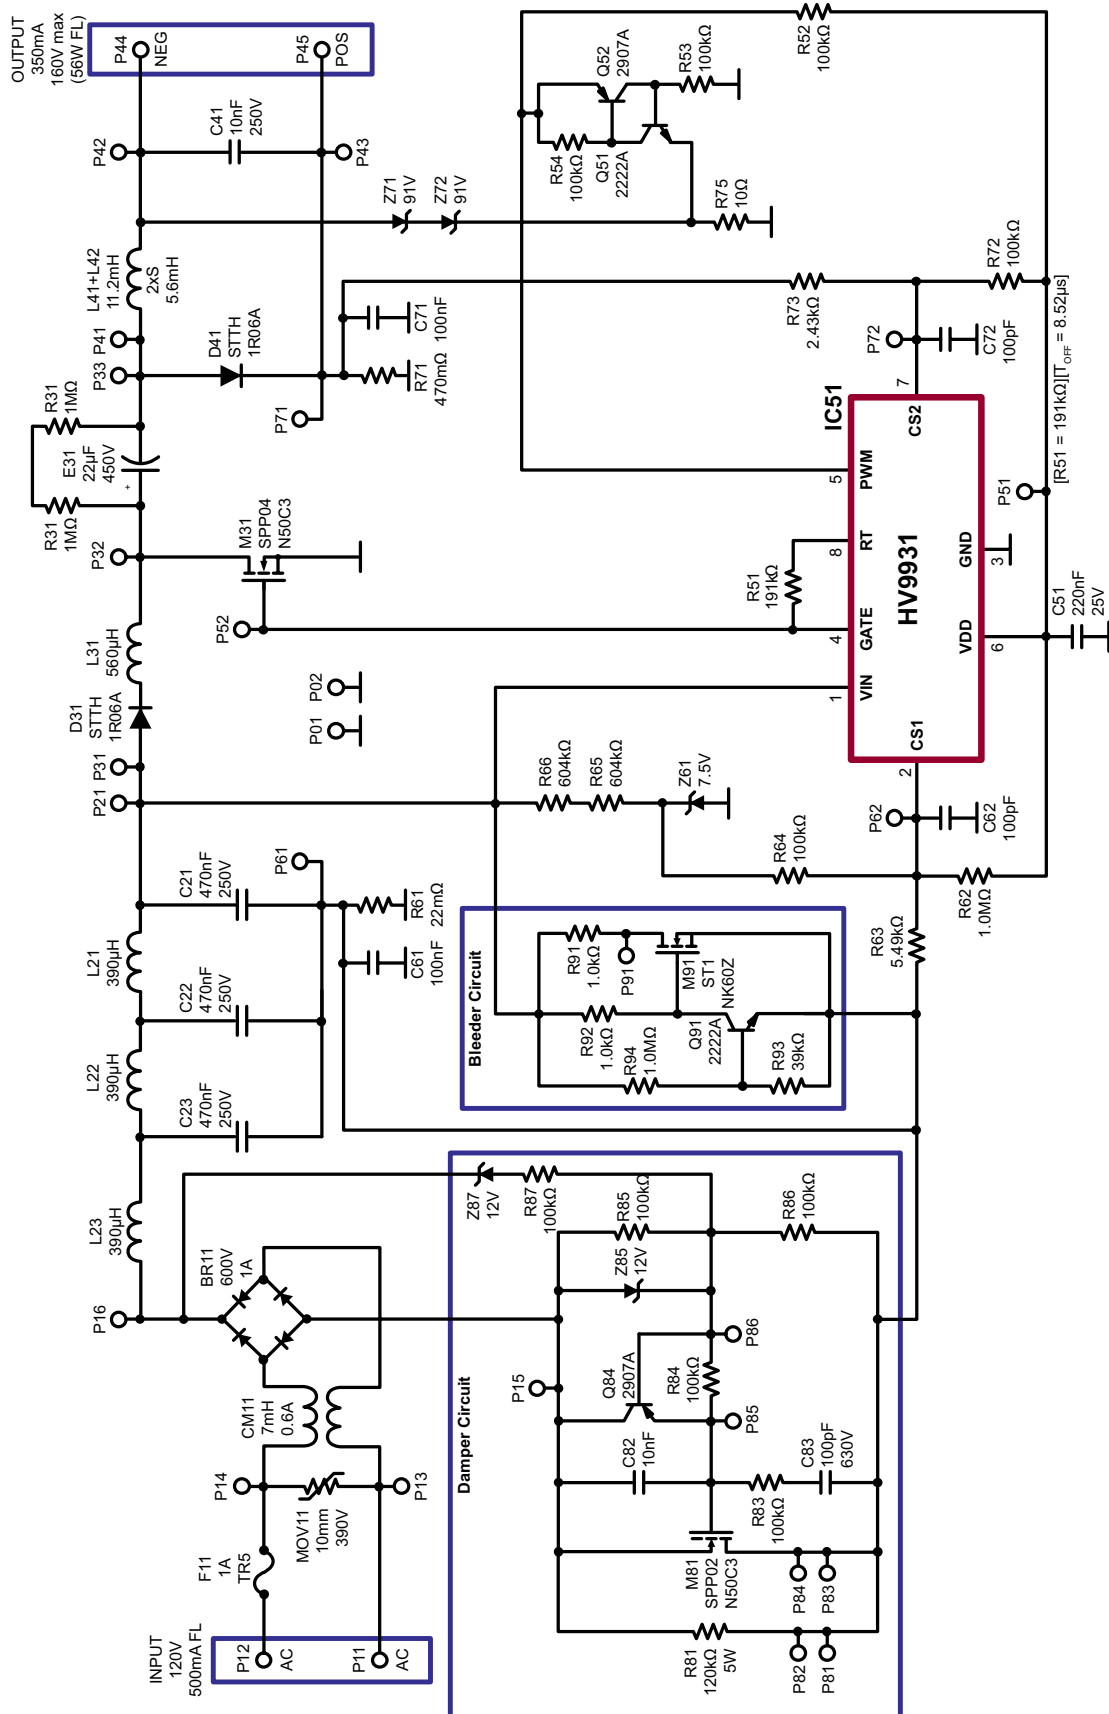 INPUT
120V
500mA FL
P12
AC
P11
AC
F11
1A
TR5
P14
MOV11
10mm
390V
P13
CM11
7mH
0.6A
BR11
600V
1A
P16
L23
390µH
C23
470nF
250V
L22
390µH
C22
470nF
250V
L21
390µH
C21
470nF
250V
P61
C61
100nF
R61
22mΩ
P21
P31
D31
STTH
1R06A
L31
560µH
P01
P02
P32
P52
M31
SPP04
N50C3
R31
1MΩ
E31
22µF
450V
+
R31
1MΩ
P33
P41
D41
STTH
1R06A
P71
L41+L42
11.2mH
2xS
5.6mH
R71
470mΩ
C71
100nF
P42
C41
10nF
250V
P43
OUTPUT
350mA
160V max
(56W FL)
P44
NEG
P45
POS
Z71
91V
Z72
91V
Damper Circuit
Z87
12V
R87
100kΩ
P15
R85
100kΩ
Z85
12V
R86
100kΩ
Q84
2907A
P86
R84
100kΩ
P85
C82
10nF
R83
100kΩ
C83
100pF
630V
M81
SPP02
N50C3
P84
P83
R81
120kΩ
5W
P82
P81
Bleeder Circuit
R91
1.0kΩ
P91
M91
ST1
NK60Z
R92
1.0kΩ
Q91
2222A
R94
1.0MΩ
R93
39kΩ
R66
604kΩ
R65
604kΩ
Z61
7.5V
R64
100kΩ
R63
5.49kΩ
R62
1.0MΩ
P62
C62
100pF
IC51
HV9931
1
VIN
2
CS1
3
GND
4
GATE
5
PWM
6
VDD
7
CS2
8
RT
R51
191kΩ
C51
220nF
25V
P51
[R51 = 191kΩ][TOFF = 8.52µs]
P72
C72
100pF
R73
2.43kΩ
R72
100kΩ
R75
10Ω
R54
100kΩ
Q51
2222A
Q52
2907A
R53
100kΩ
R52
100kΩ